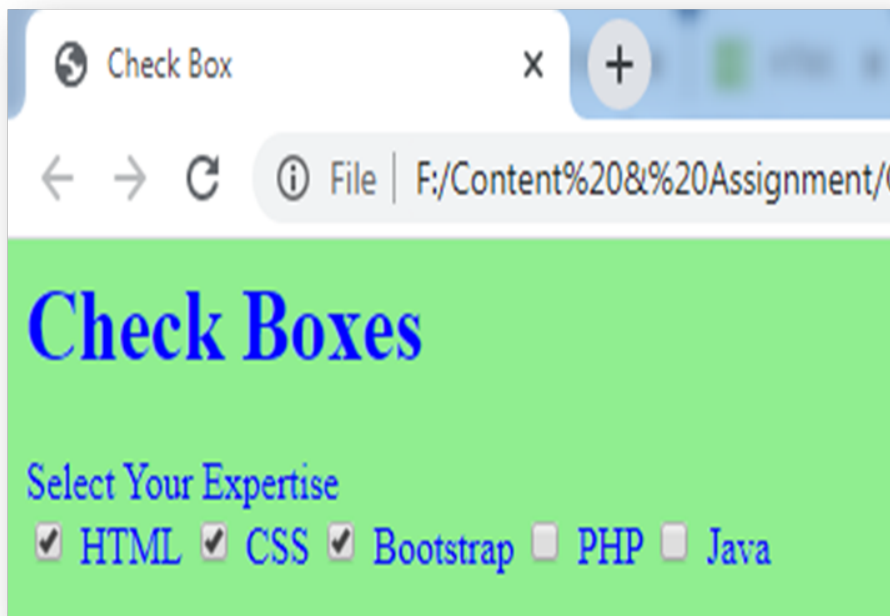 Check Box
File F:/Content%20&%20Assignment/
Check Boxes
Select Your Expertise
HTML CSS Bootstrap PHP Java